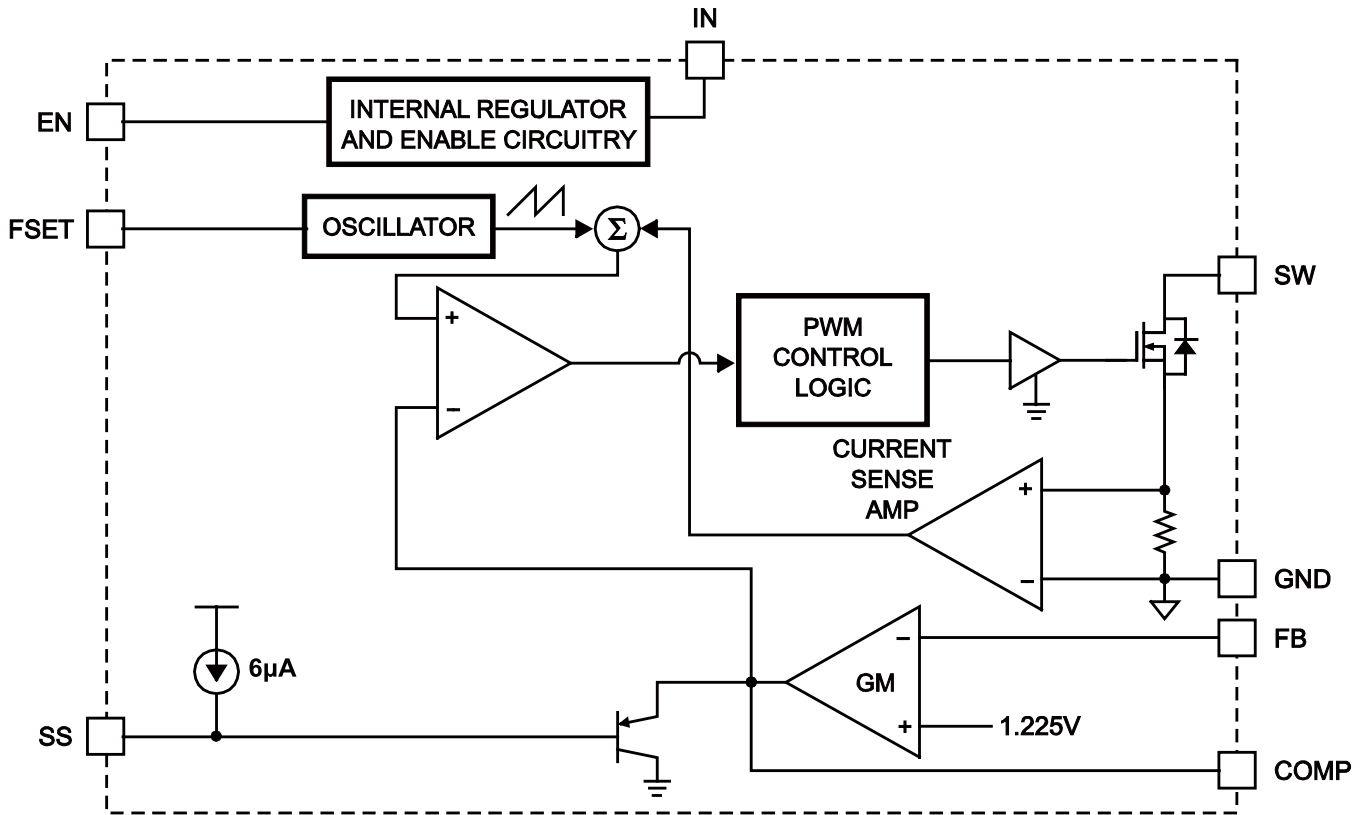 IN
EN
INTERNAL REGULATOR
AND ENABLE CIRCUITRY
FSET
OSCILLATOR
Σ
SW
+
PWM
CONTROL
LOGIC
−
CURRENT
SENSE
AMP
+
−
GND
FB
−
6µA
GM
+
1.225V
SS
COMP